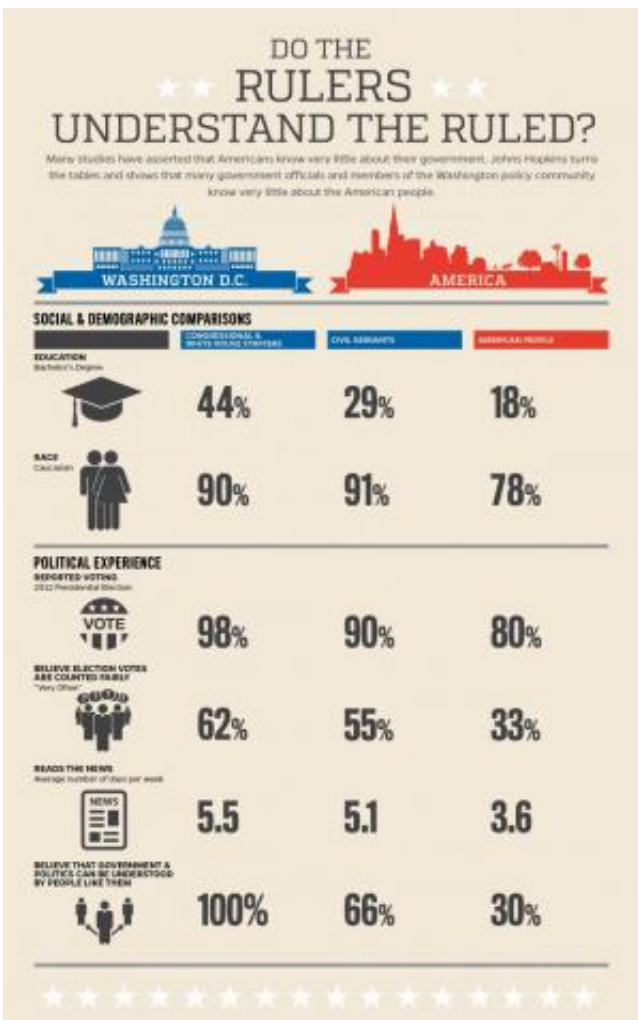 DO THE
RULERS
UNDERSTAND THE RULED?
Many studies have asserted that Americans know very little about their government. Johns Hopkins turns
the tables and shows that many government officials and members of the Washington policy community
know very little about the American people.
WASHINGTON D.C.
AMERICA
SOCIAL & DEMOGRAPHIC COMPARISONS
CONGRESSIONAL &
WHITE HOUSE STAFFERS
CIVIL SERVANTS
AMERICAN PEOPLE
EDUCATION
Bachelor's Degree
44% 29% 18%
RACE
Caucasian
90% 91% 78%
POLITICAL EXPERIENCE
REPORTED VOTING
2012 Presidential Election
VOTE
98% 90% 80%
BELIEVE ELECTION VOTES
ARE COUNTED FAIRLY
"Very Often"
62% 55% 33%
READS THE NEWS
Average number of days per week
NEWS
5.5 5.1 3.6
BELIEVE THAT GOVERNMENT &
POLITICS CAN BE UNDERSTOOD
BY PEOPLE LIKE THEM
100% 66% 30%